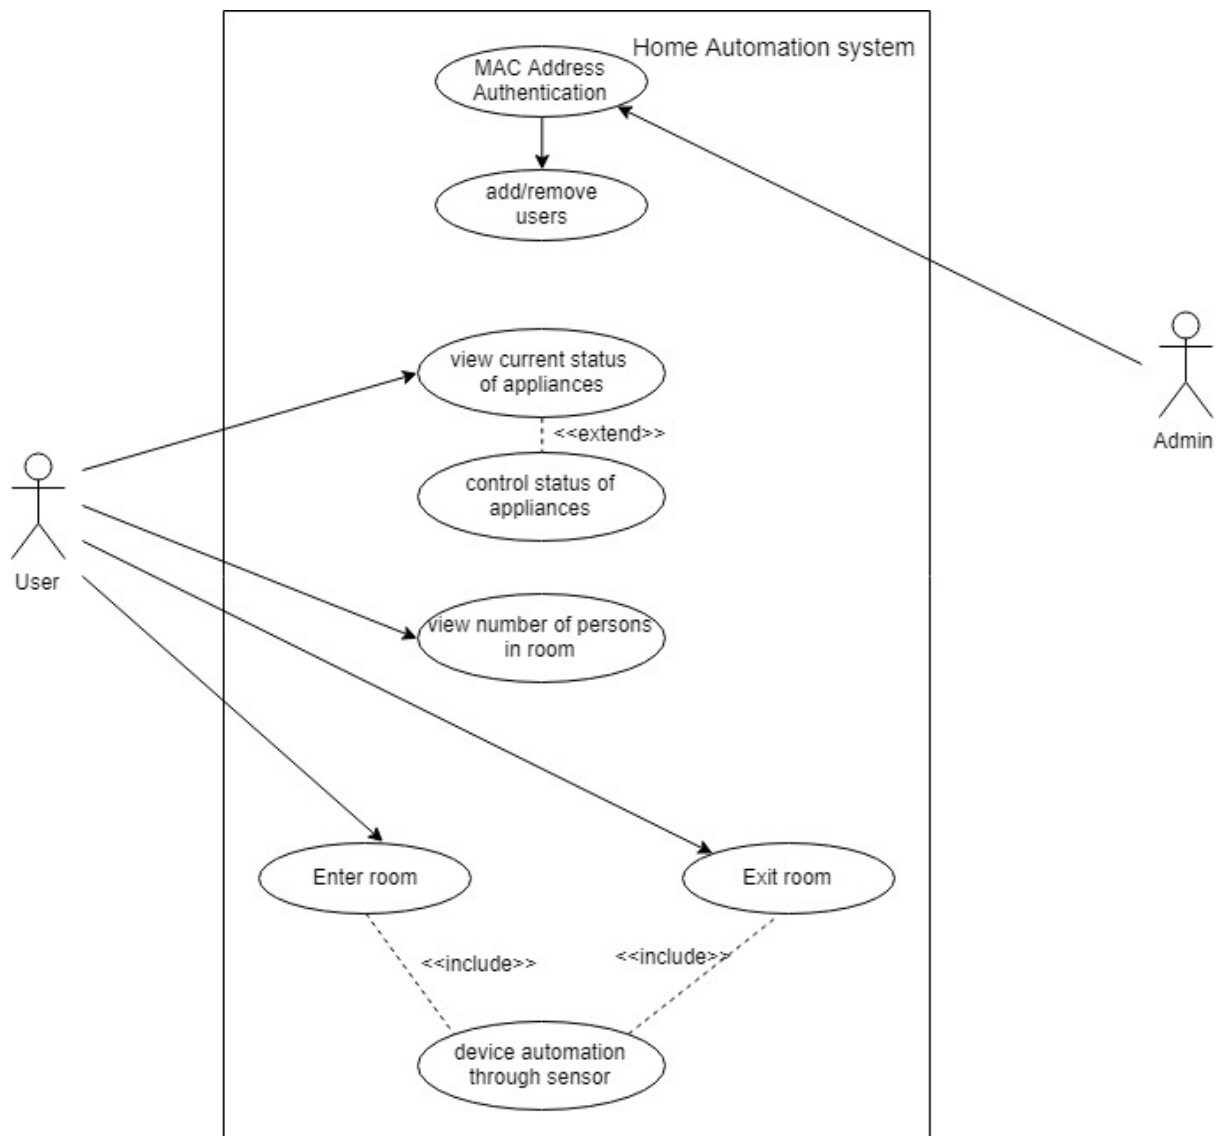 Home Automation system
MAC Address
Authentication
add/remove
users
view current status
of appliances
<<extend>>
control status of
appliances
Admin
User
view number of persons
in room
Enter room
Exit room
<<include>>
<<include>>
device automation
through sensor